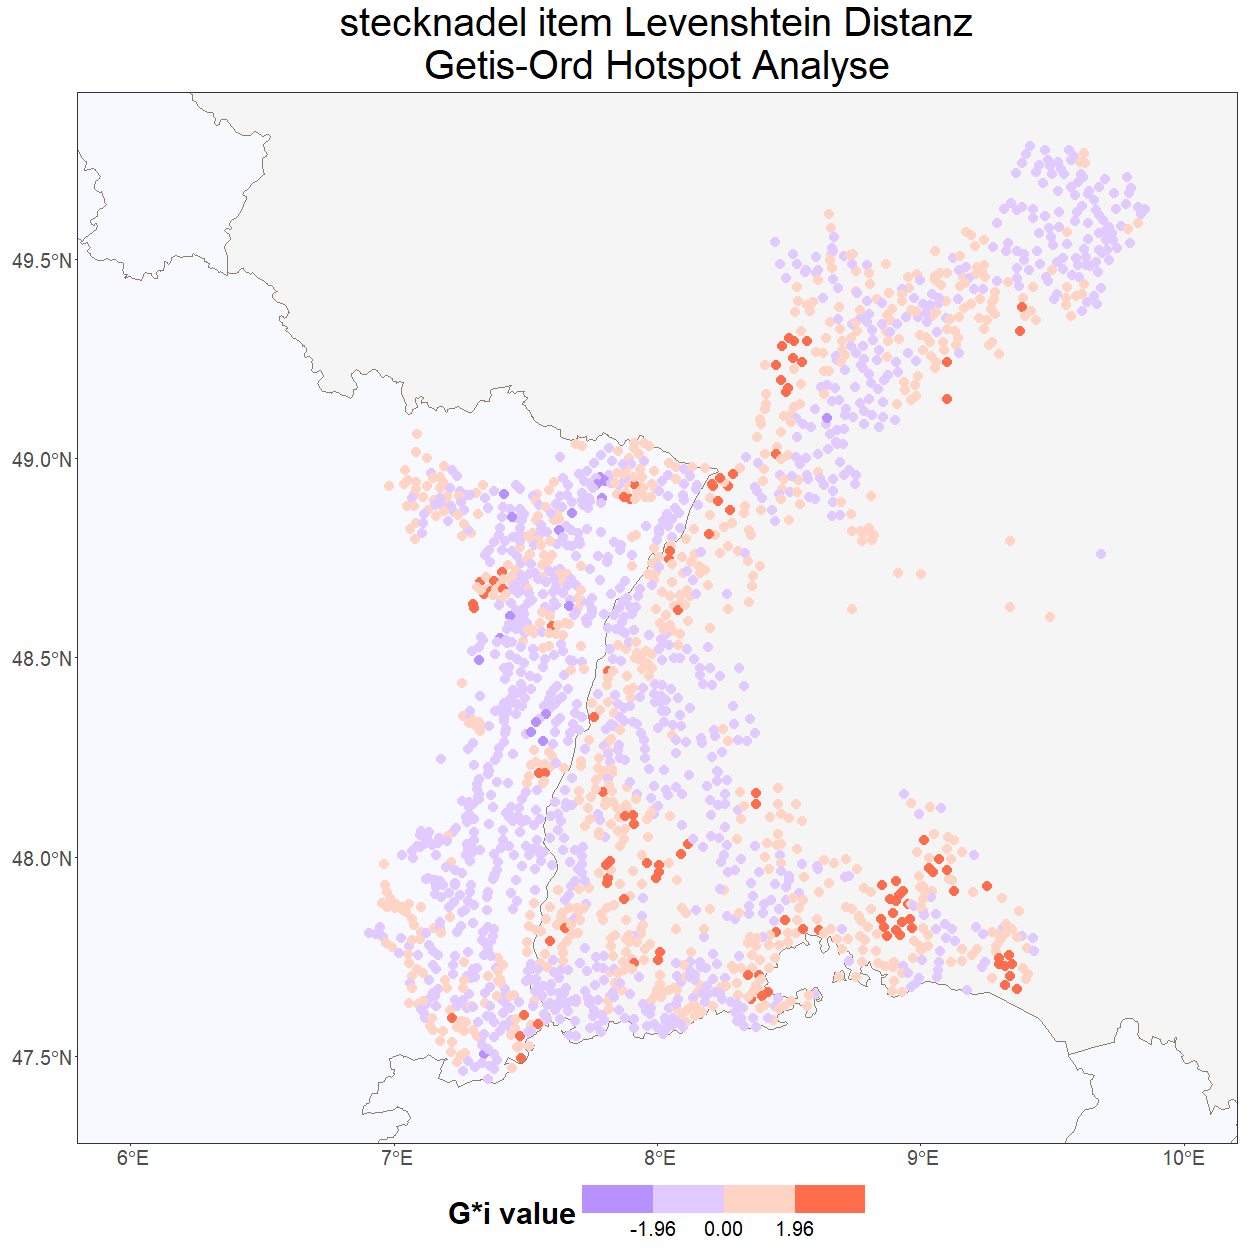 stecknadel item Levenshtein Distanz
Getis-Ord Hotspot Analyse
49.5°N
49.0°N
48.5°N
48.0°N
47.5°N
6°E 7°E 8°E 9°E 10°E
G*i value
-1.96 0.00 1.96